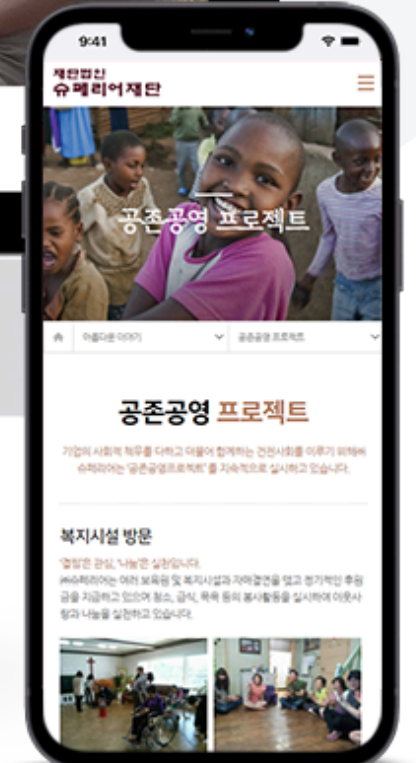 9:41
재단법인
슈페리어재단
공존공영 프로젝트
아름다운 이야기
공존공영 프로젝트
공존공영 프로젝트
기업의 사회적 책무를 다하고 더불어 함께하는 건전사회를 이루기 위해㈜
슈페리어는 '공존공영프로젝트' 를 지속적으로 실시하고 있습니다.
복지시설 방문
관심, '나눔'은 실천입니다.
㈜슈페리어는 여러 보육원 및 복지시설과 자매결연을 맺고 정기적인 후원
금을 지급하고 있으며 청소, 급식, 목욕 등의 봉사활동을 실시하여 이웃사
랑과 나눔을 실천하고 있습니다.